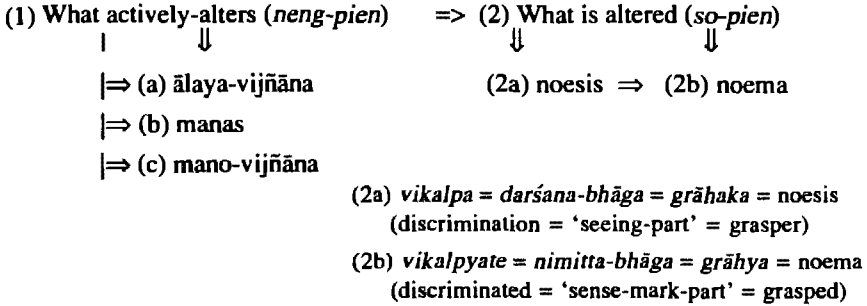 (1) What actively-alters (neng-pien) => (2) What is altered (so-pien)
| ⇓ ⇓ ⇓
|⇒ (a) ālaya-vijñāna (2a) noesis ⇒ (2b) noema
|⇒ (b) manas
|⇒ (c) mano-vijñāna
(2a) vikalpa = darśana-bhāga = grāhaka = noesis
(discrimination = ‘seeing-part’ = grasper)
(2b) vikalpyate = nimitta-bhāga = grāhya = noema
(discriminated = ‘sense-mark-part’ = grasped)